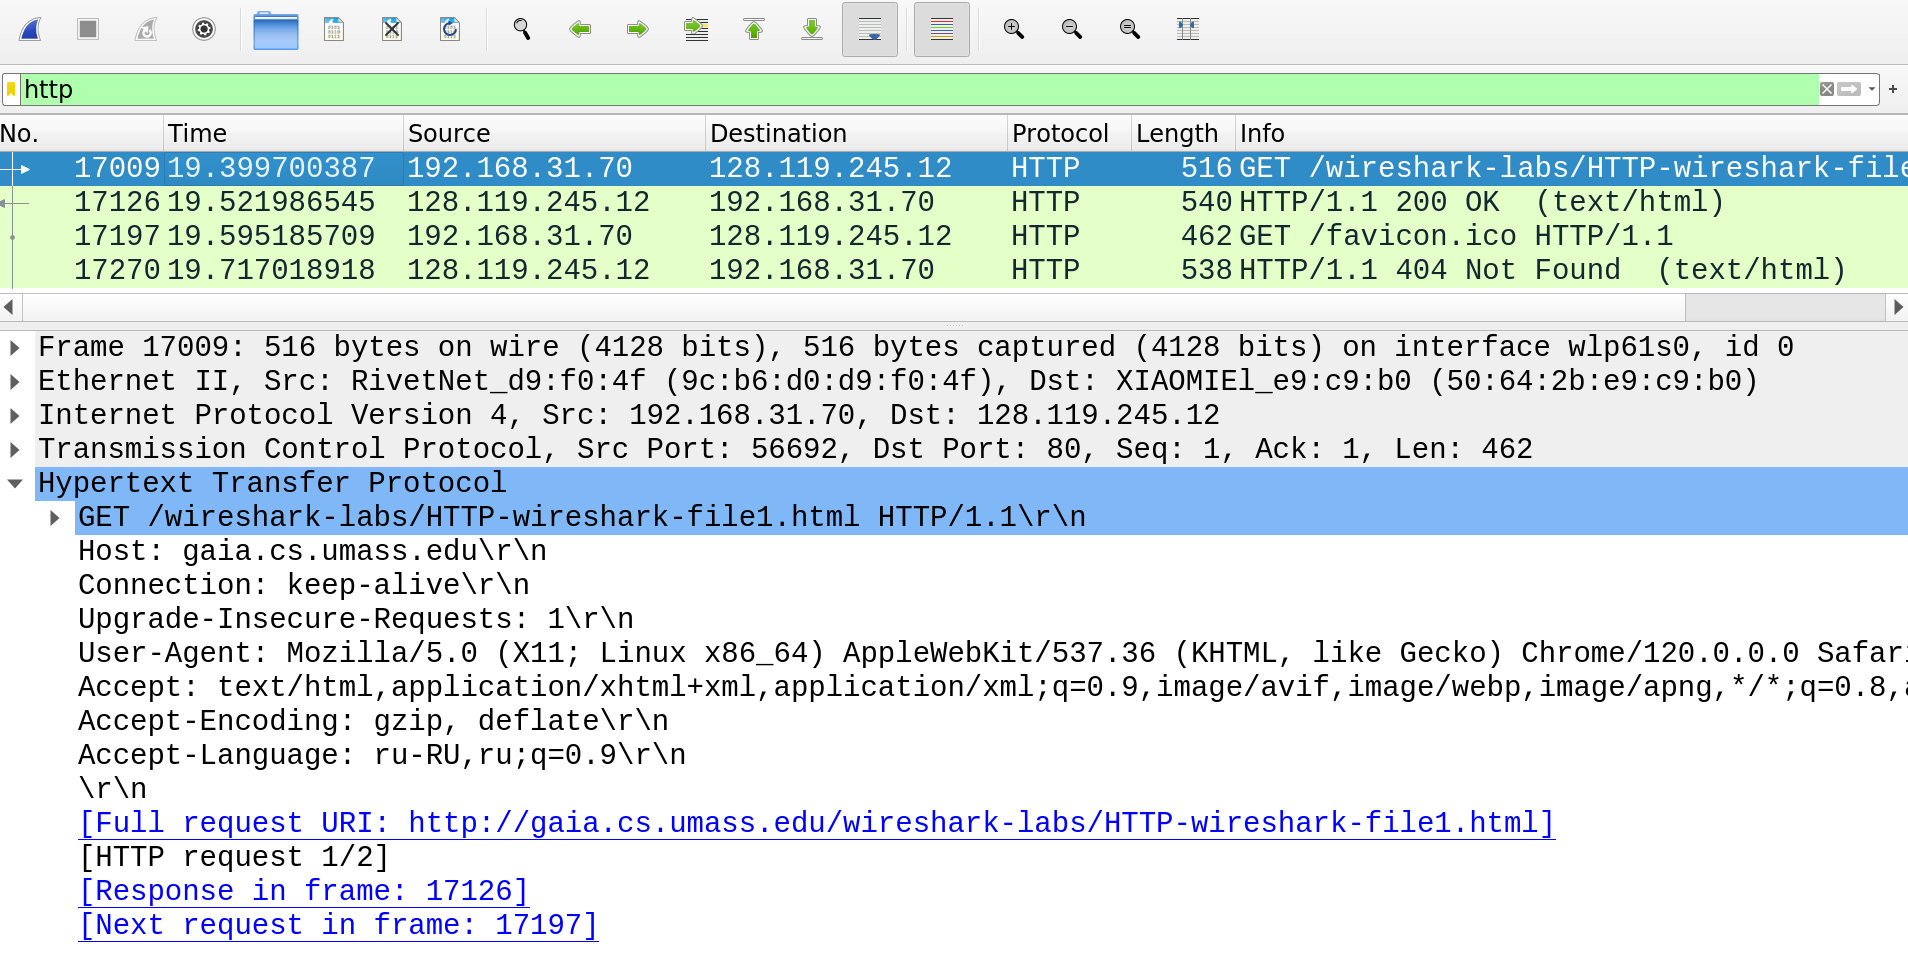 http
No. Time Source Destination Protocol Length Info
17009 19.399700387 192.168.31.70 128.119.245.12 HTTP 516 GET /wireshark-labs/HTTP-wireshark-file
17126 19.521986545 128.119.245.12 192.168.31.70 HTTP 540 HTTP/1.1 200 OK  (text/html)
17197 19.595185709 192.168.31.70 128.119.245.12 HTTP 462 GET /favicon.ico HTTP/1.1
17270 19.717018918 128.119.245.12 192.168.31.70 HTTP 538 HTTP/1.1 404 Not Found  (text/html)
Frame 17009: 516 bytes on wire (4128 bits), 516 bytes captured (4128 bits) on interface wlp61s0, id 0
Ethernet II, Src: RivetNet_d9:f0:4f (9c:b6:d0:d9:f0:4f), Dst: XIAOMIEl_e9:c9:b0 (50:64:2b:e9:c9:b0)
Internet Protocol Version 4, Src: 192.168.31.70, Dst: 128.119.245.12
Transmission Control Protocol, Src Port: 56692, Dst Port: 80, Seq: 1, Ack: 1, Len: 462
Hypertext Transfer Protocol
GET /wireshark-labs/HTTP-wireshark-file1.html HTTP/1.1\r\n
Host: gaia.cs.umass.edu\r\n
Connection: keep-alive\r\n
Upgrade-Insecure-Requests: 1\r\n
User-Agent: Mozilla/5.0 (X11; Linux x86_64) AppleWebKit/537.36 (KHTML, like Gecko) Chrome/120.0.0.0 Safari
Accept: text/html,application/xhtml+xml,application/xml;q=0.9,image/avif,image/webp,image/apng,*/*;q=0.8,a
Accept-Encoding: gzip, deflate\r\n
Accept-Language: ru-RU,ru;q=0.9\r\n
\r\n
[Full request URI: http://gaia.cs.umass.edu/wireshark-labs/HTTP-wireshark-file1.html]
[HTTP request 1/2]
[Response in frame: 17126]
[Next request in frame: 17197]